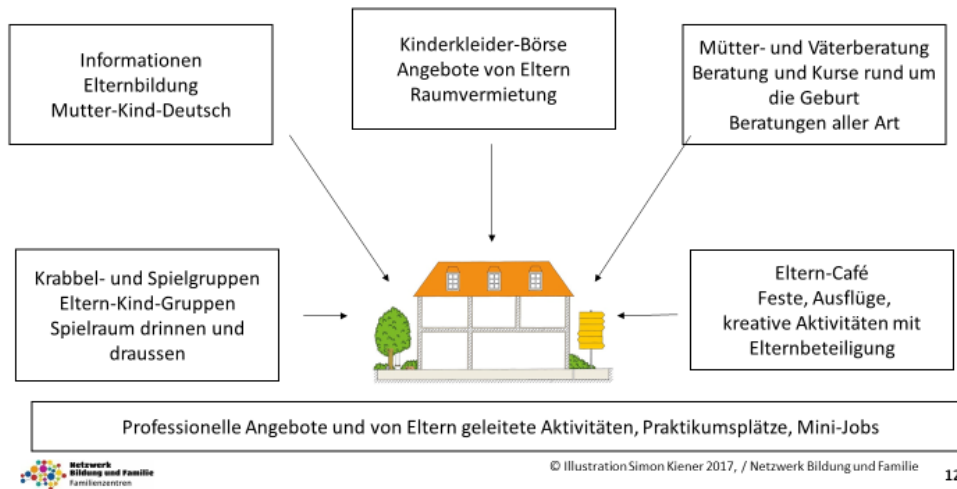 Informationen
Elternbildung
Mutter-Kind-Deutsch
Kinderkleider-Börse
Angebote von Eltern
Raumvermietung
Mütter- und Väterberatung
Beratung und Kurse rund um
die Geburt
Beratungen aller Art
Krabbel- und Spielgruppen
Eltern-Kind-Gruppen
Spielraum drinnen und
draussen
Eltern-Café
Feste, Ausflüge,
kreative Aktivitäten mit
Elternbeteiligung
Professionelle Angebote und von Eltern geleitete Aktivitäten, Praktikumsplätze, Mini-Jobs
Netzwerk
Bildung und Familie
Familienzentren
© Illustration Simon Kiener 2017, / Netzwerk Bildung und Familie
12